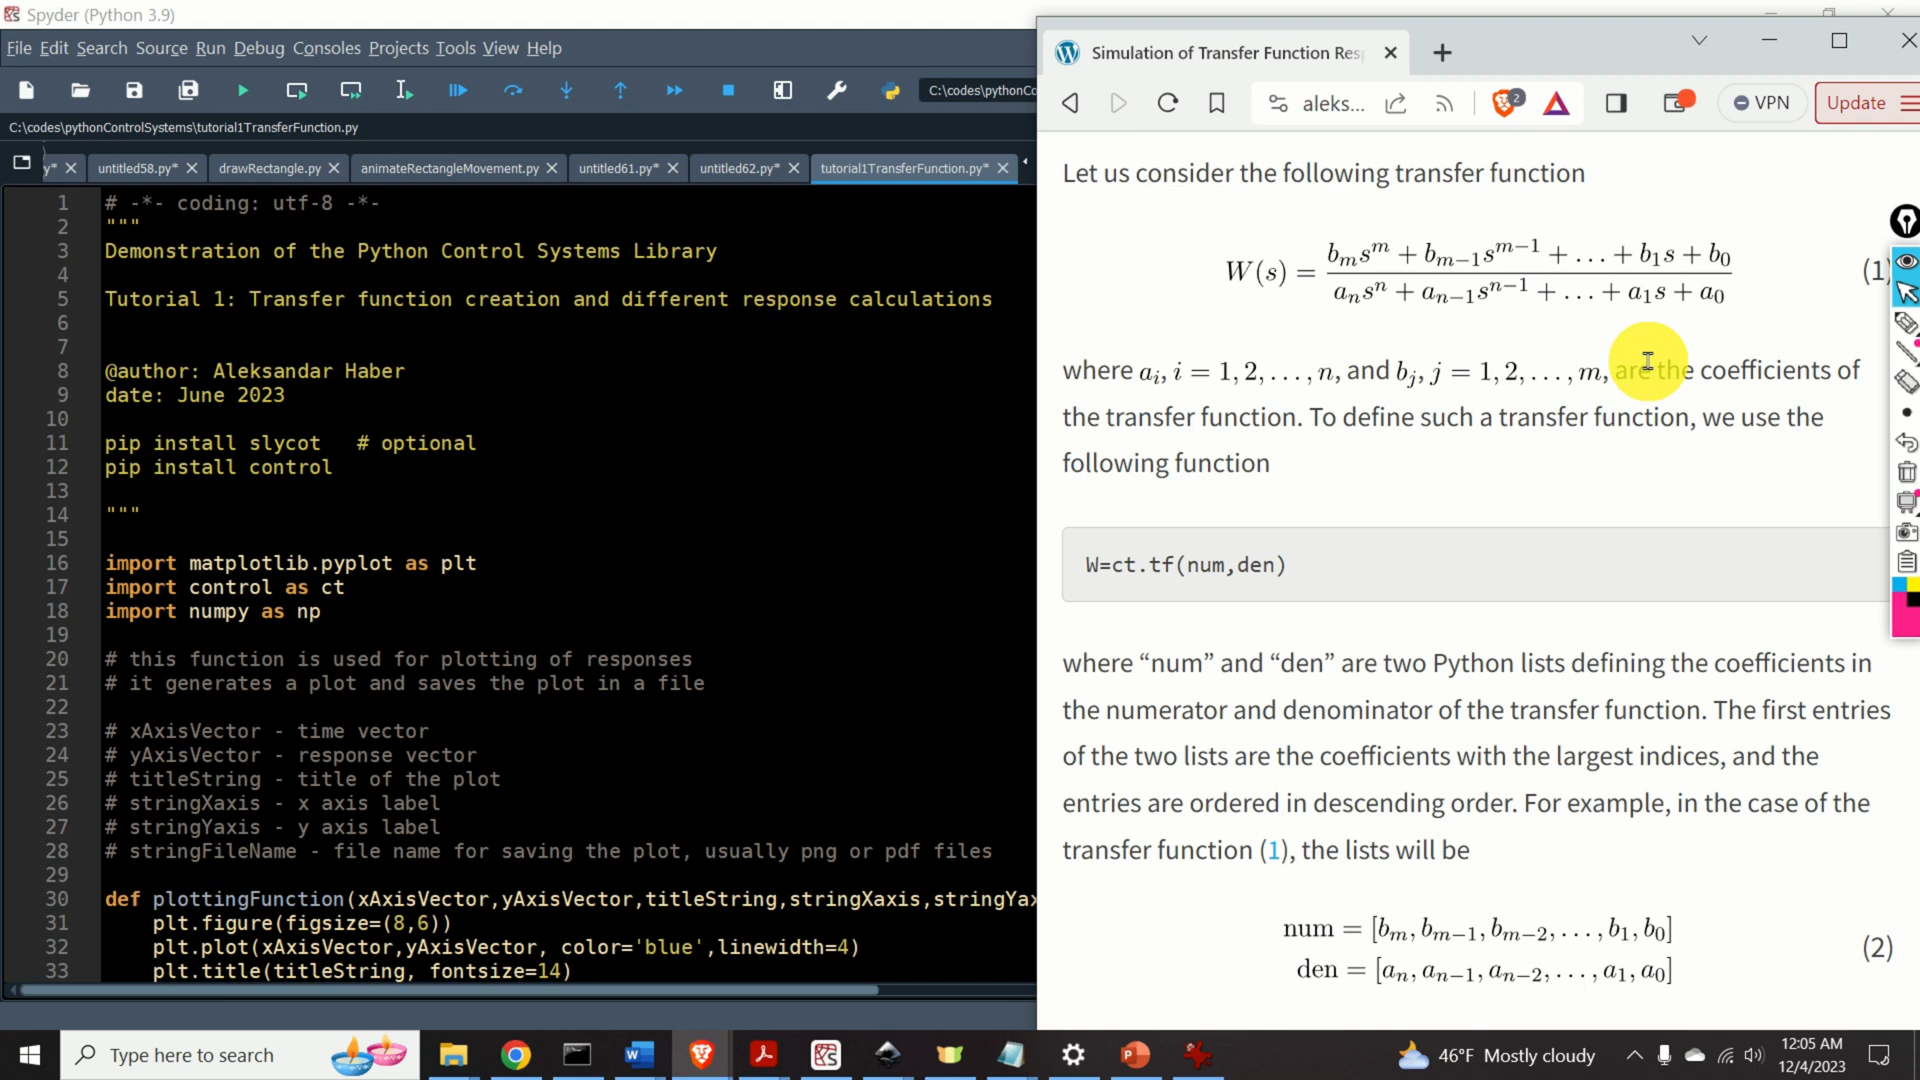 Spyder (Python 3.9)
File Edit Search Source Run Debug Consoles Projects Tools View Help
C:\codes\pythonCo
C:\codes\pythonControlSystems\tutorial1TransferFunction.py
y* untitled58.py* drawRectangle.py animateRectangleMovement.py untitled61.py* untitled62.py* tutorial1TransferFunction.py*
1 # -*- coding: utf-8 -*-
2 """
3 Demonstration of the Python Control Systems Library
4
5 Tutorial 1: Transfer function creation and different response calculations
6
7
8 @author: Aleksandar Haber
9 date: June 2023
10
11 pip install slycot   # optional
12 pip install control
13
14 """
15
16 import matplotlib.pyplot as plt
17 import control as ct
18 import numpy as np
19
20 # this function is used for plotting of responses
21 # it generates a plot and saves the plot in a file
22
23 # xAxisVector - time vector
24 # yAxisVector - response vector
25 # titleString - title of the plot
26 # stringXaxis - x axis label
27 # stringYaxis - y axis label
28 # stringFileName - file name for saving the plot, usually png or pdf files
29
30 def plottingFunction(xAxisVector,yAxisVector,titleString,stringXaxis,stringYax
31     plt.figure(figsize=(8,6))
32     plt.plot(xAxisVector,yAxisVector, color='blue',linewidth=4)
33     plt.title(titleString, fontsize=14)
Simulation of Transfer Function Res
aleks... 2 VPN Update
Let us consider the following transfer function
W(s) = \frac{b_m s^m + b_{m-1} s^{m-1} + \ldots + b_1 s + b_0}{a_n s^n + a_{n-1} s^{n-1} + \ldots + a_1 s + a_0} (1)
where a_i, i = 1, 2, ..., n, and b_j, j = 1, 2, ..., m, are the coefficients of
the transfer function. To define such a transfer function, we use the
following function
W=ct.tf(num,den)
where “num” and “den” are two Python lists defining the coefficients in
the numerator and denominator of the transfer function. The first entries
of the two lists are the coefficients with the largest indices, and the
entries are ordered in descending order. For example, in the case of the
transfer function (1), the lists will be
num = [b_m, b_{m-1}, b_{m-2}, ..., b_1, b_0]
den = [a_n, a_{n-1}, a_{n-2}, ..., a_1, a_0] (2)
Type here to search
46°F Mostly cloudy
12:05 AM
12/4/2023